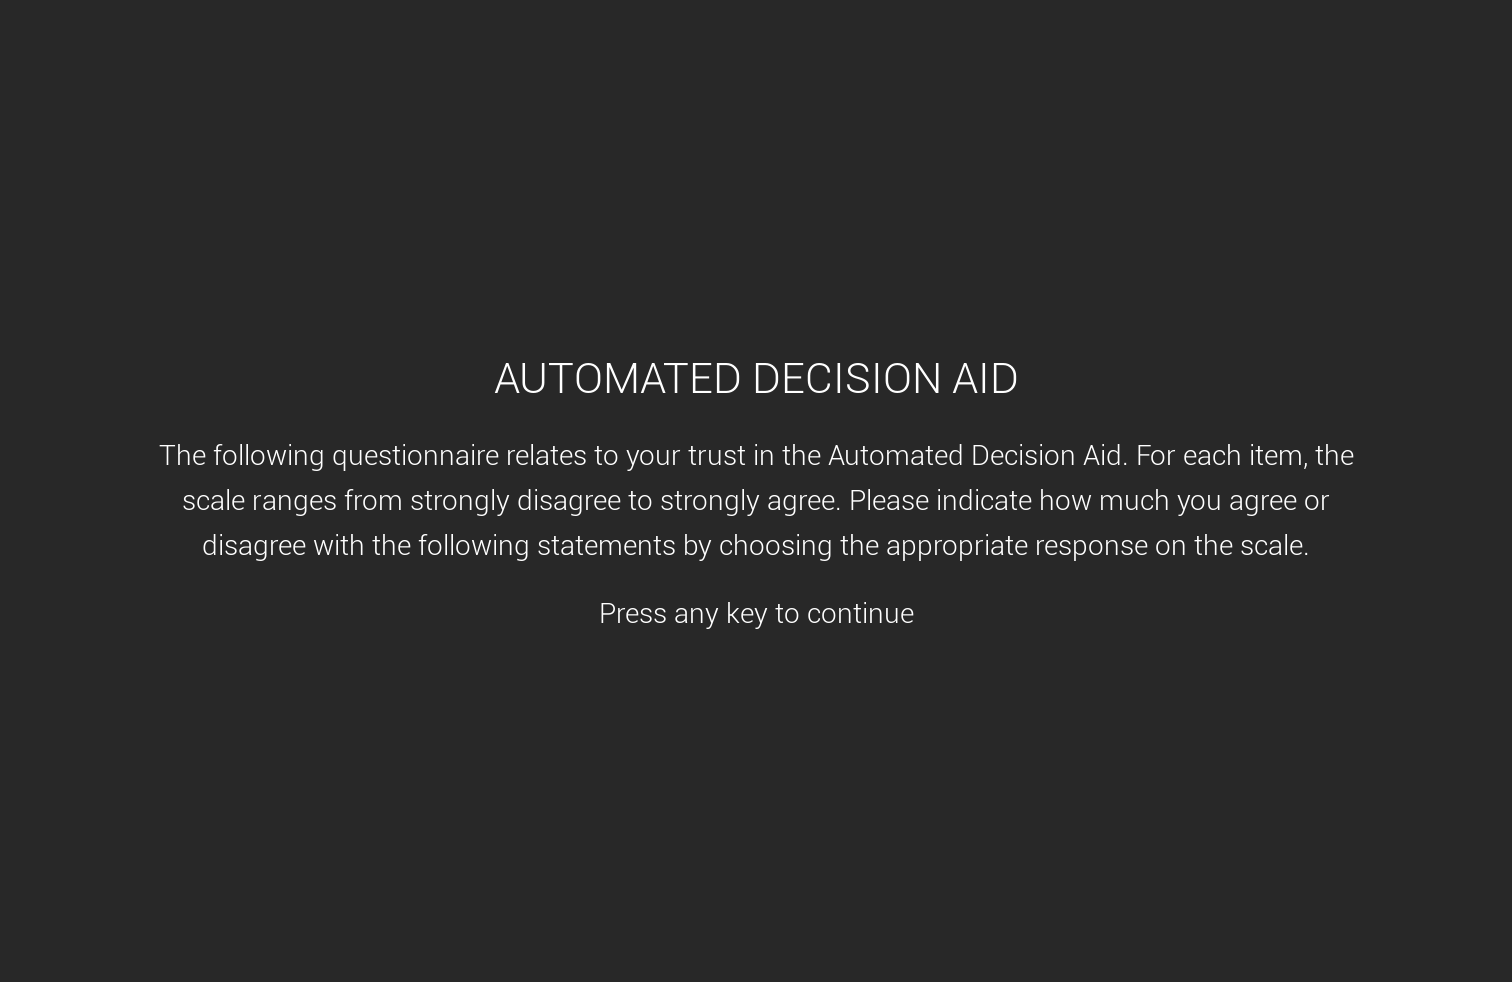 AUTOMATED DECISION AID
The following questionnaire relates to your trust in the Automated Decision Aid. For each item, the
scale ranges from strongly disagree to strongly agree. Please indicate how much you agree or
disagree with the following statements by choosing the appropriate response on the scale.
Press any key to continue